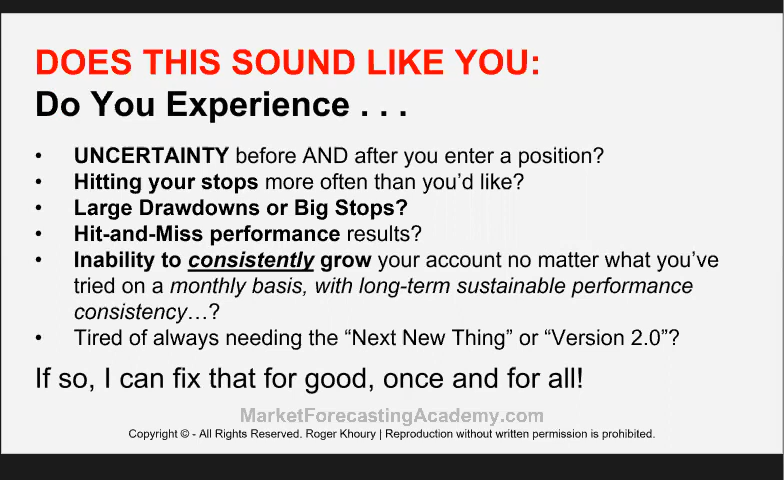 DOES THIS SOUND LIKE YOU:
Do You Experience . . .
• UNCERTAINTY before AND after you enter a position?
• Hitting your stops more often than you’d like?
• Large Drawdowns or Big Stops?
• Hit-and-Miss performance results?
• Inability to consistently grow your account no matter what you’ve
tried on a monthly basis, with long-term sustainable performance
consistency…?
• Tired of always needing the “Next New Thing” or “Version 2.0”?
If so, I can fix that for good, once and for all!
MarketForecastingAcademy.com
Copyright © - All Rights Reserved. Roger Khoury | Reproduction without written permission is prohibited.